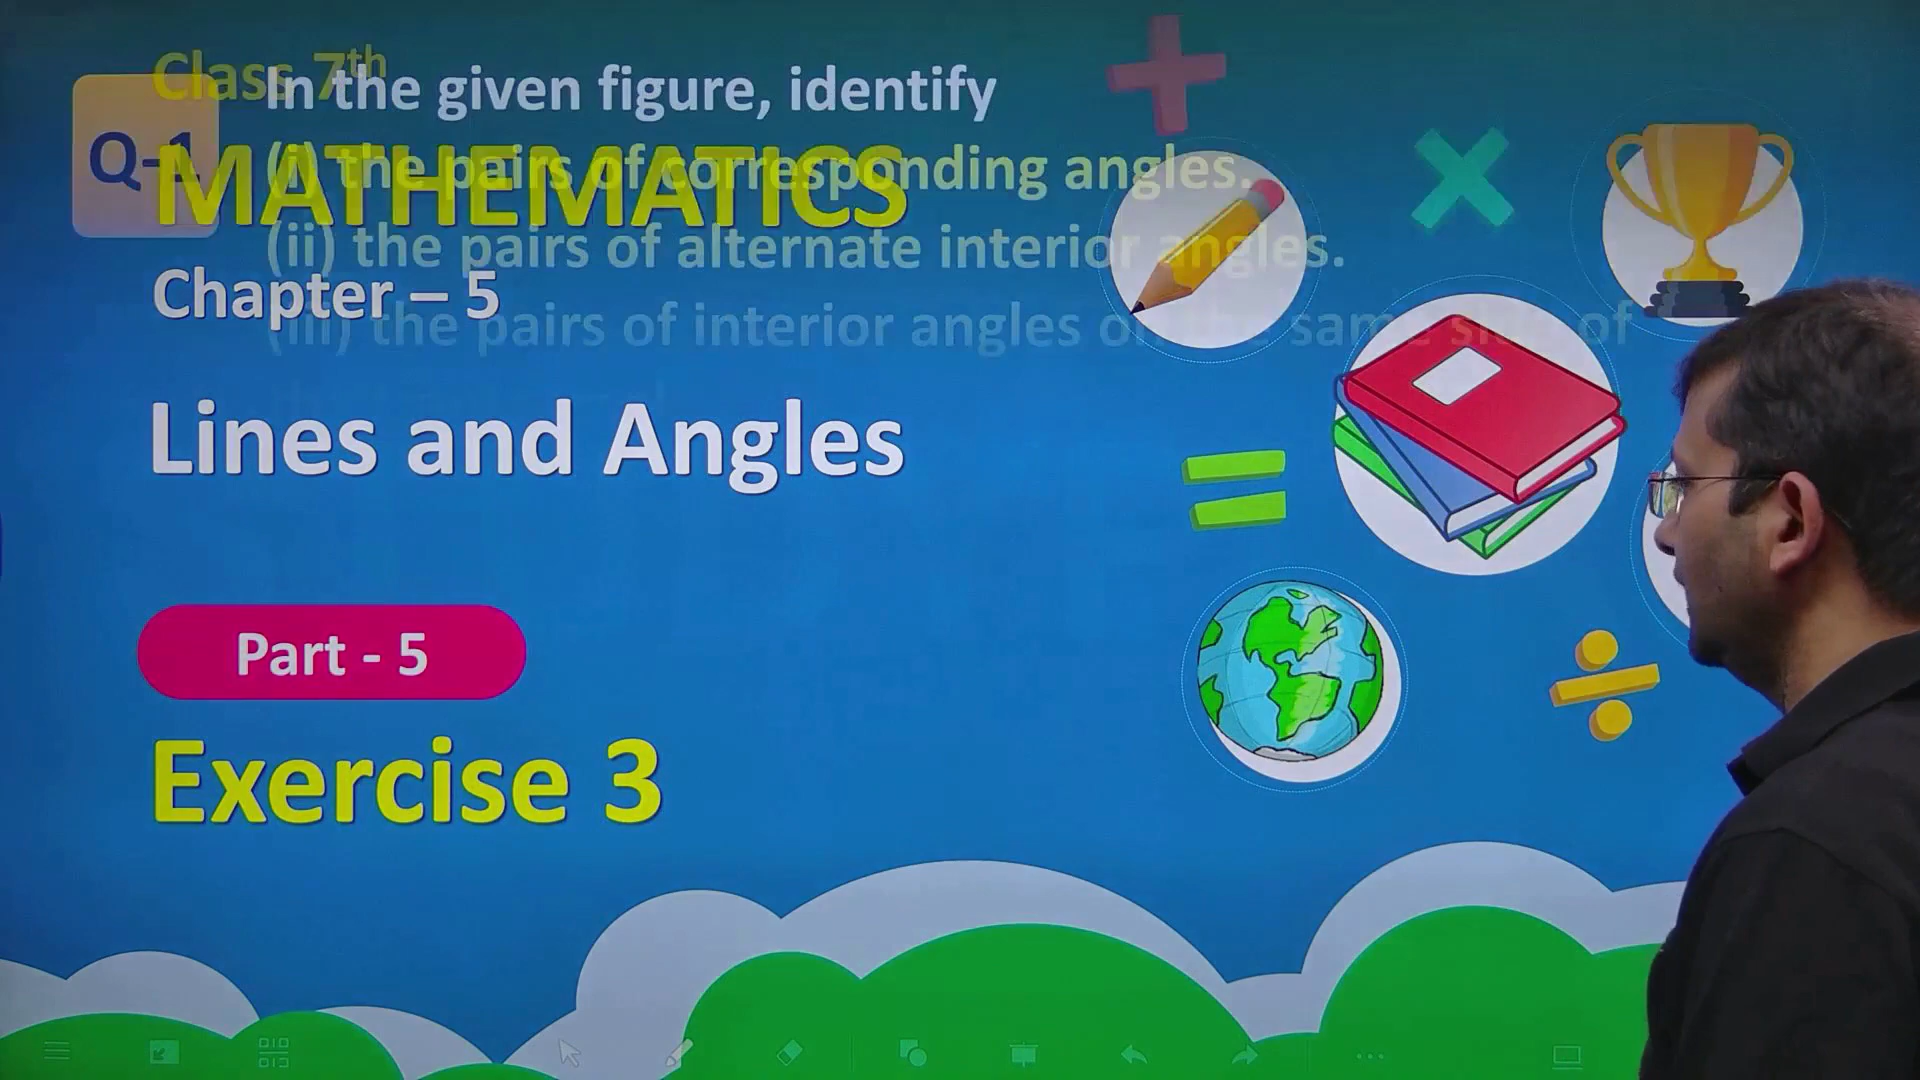 Class 7th
Q-1
In the given figure, identify
MATHEMATICS
(i) the pairs of corresponding angles.
(ii) the pairs of alternate interior angles.
Chapter – 5
(iii) the pairs of interior angles on the same side of
Lines and Angles
Part - 5
Exercise 3